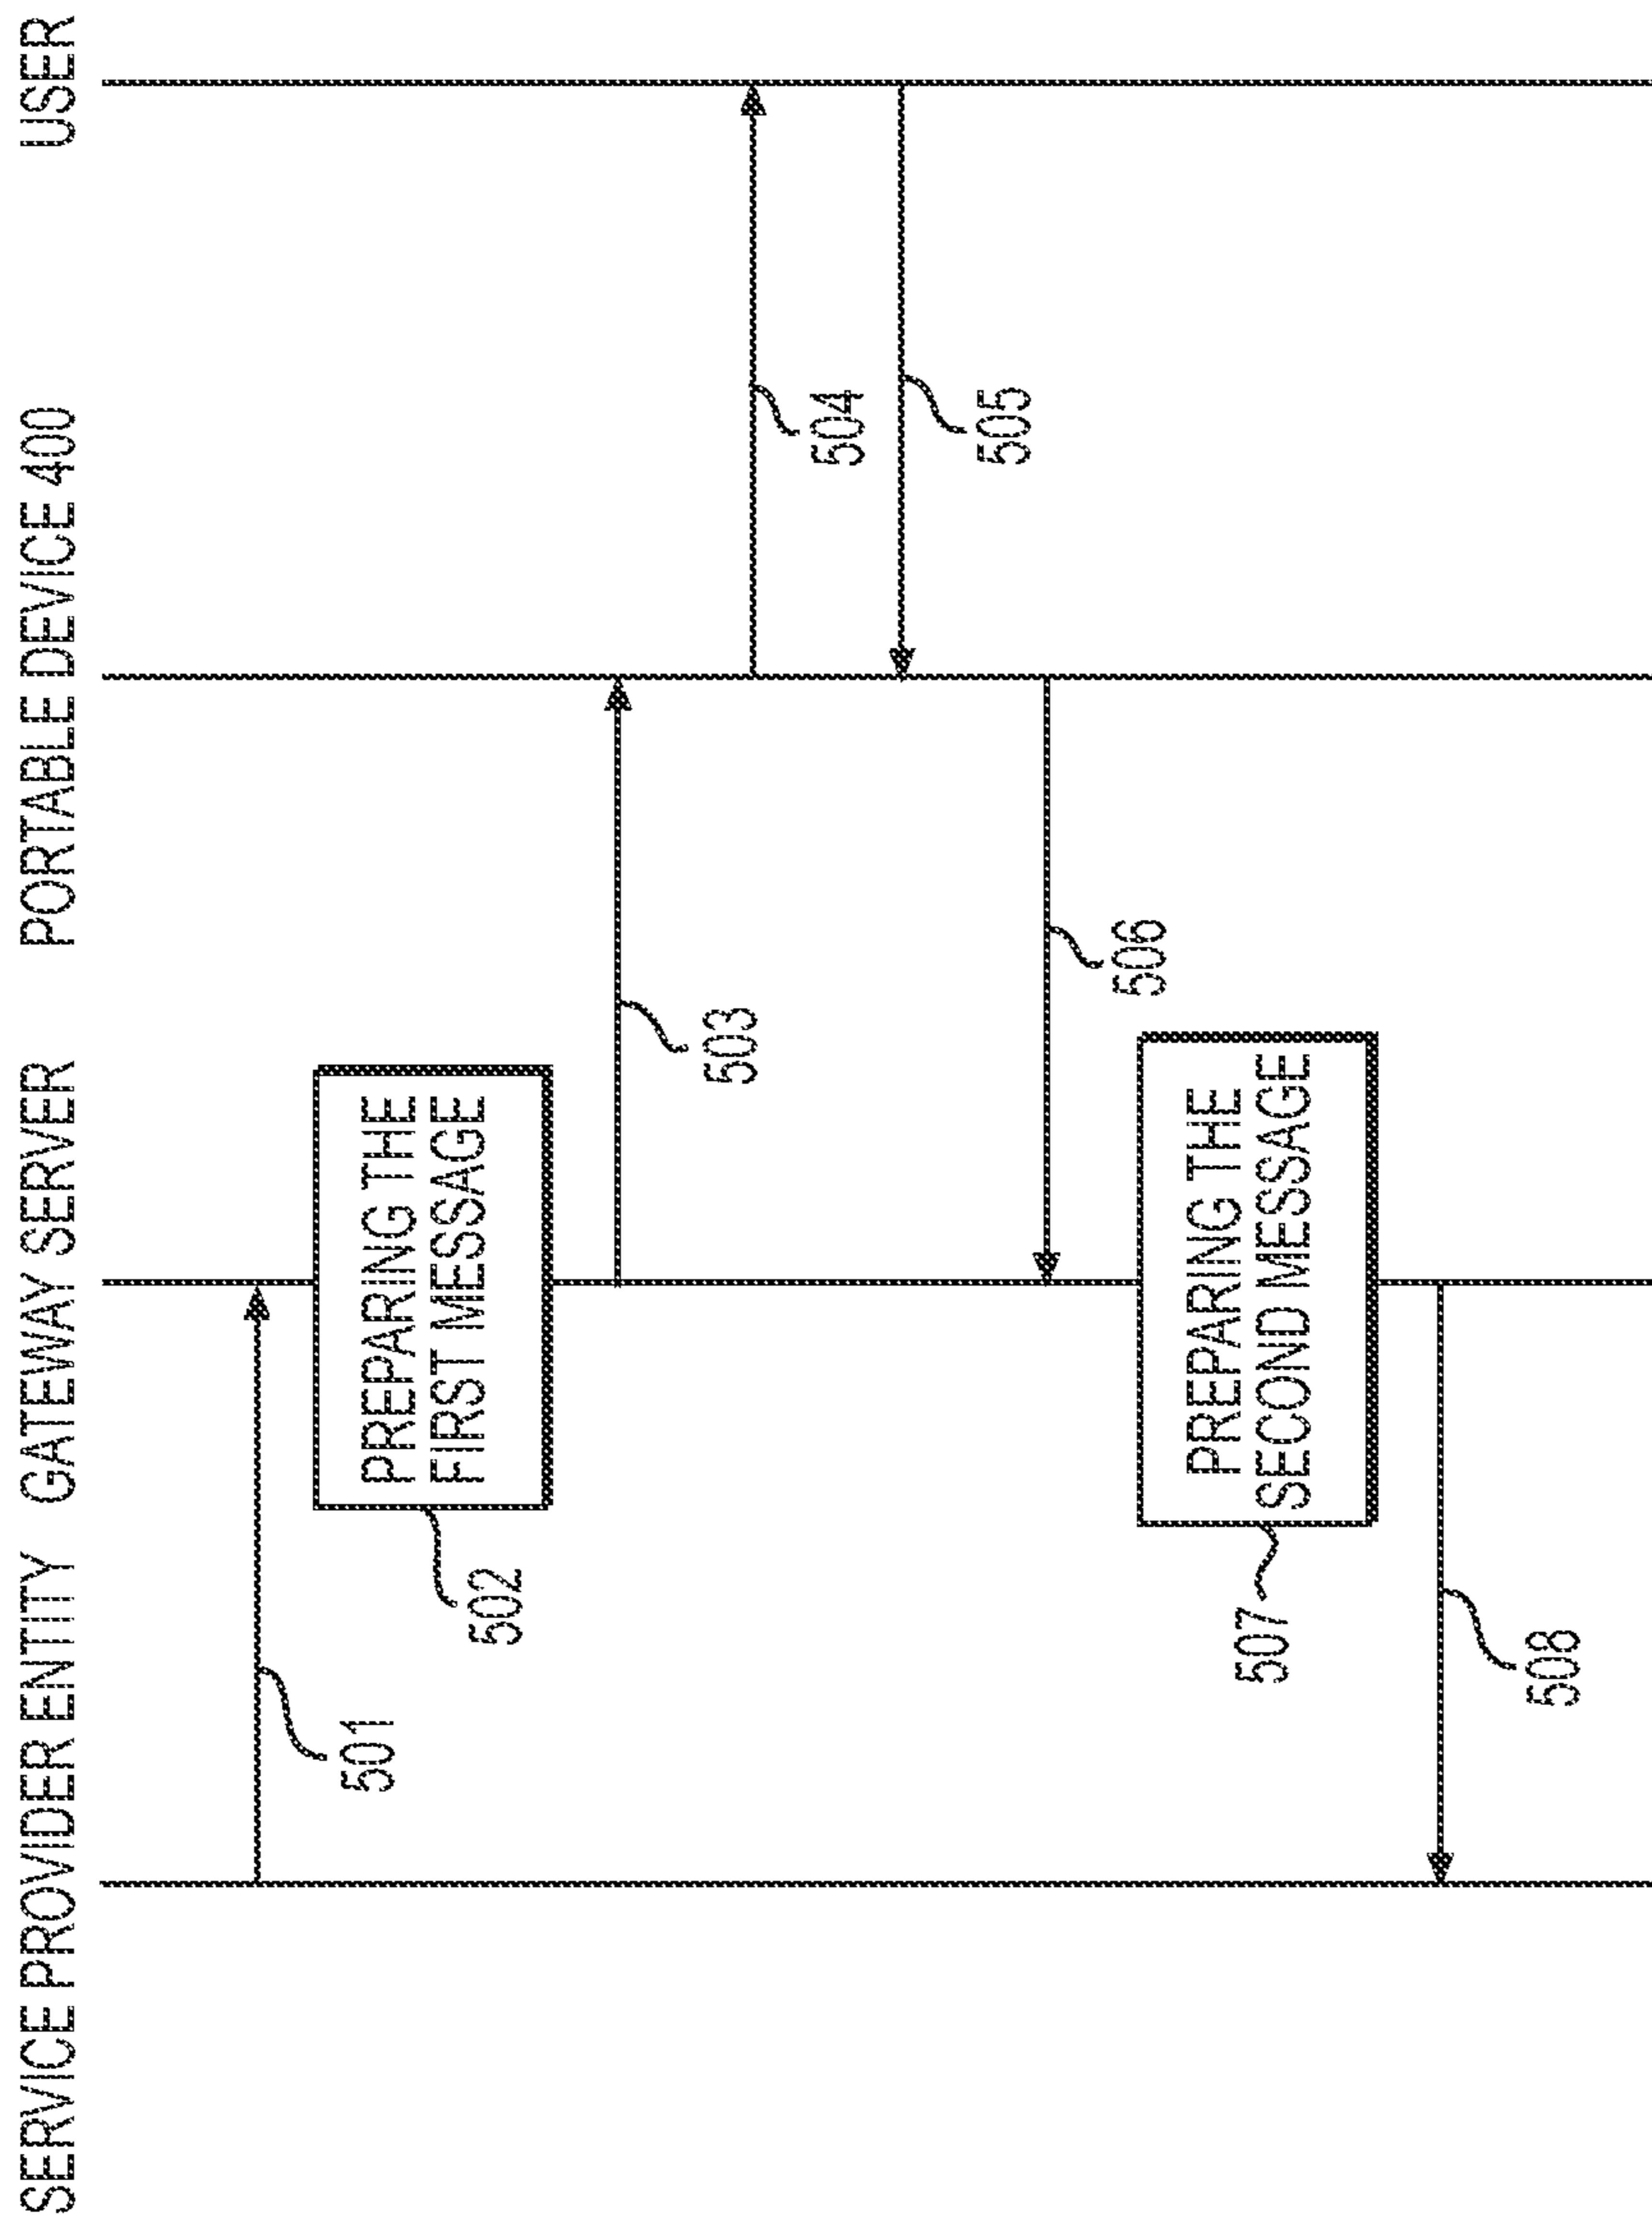 SERVICE PROVIDER ENTITY
GATEWAY SERVER
PORTABLE DEVICE 400
USER
501
PREPARING THE
FIRST MESSAGE
502
503
504
505
506
PREPARING THE
SECOND MESSAGE
507
508